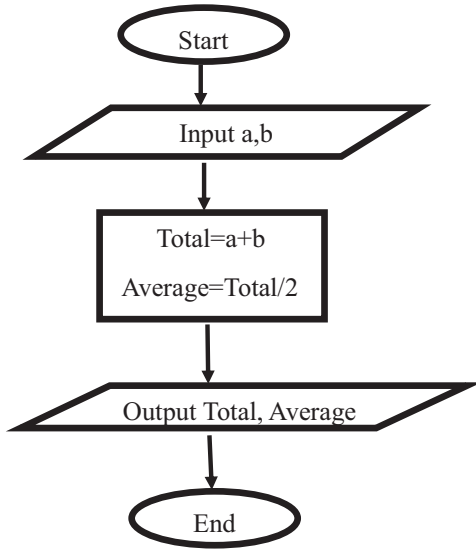 Start
Input a,b
Total=a+b
Average=Total/2
Output Total, Average
End